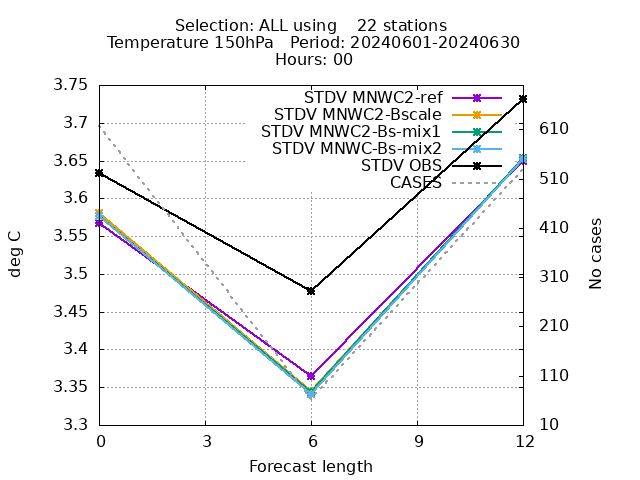 Selection: ALL using 22 stations
Temperature 150hPa Period: 20240601-20240630
Hours: 00
STDV MNWC2-ref
STDV MNWC2-Bscale
STDV MNWC2-Bs-mix1
STDV MNWC-Bs-mix2
STDV OBS
CASES
3.75
3.7
3.65
3.6
3.55
3.5
3.45
3.4
3.35
3.3
deg C
610
510
410
310
210
110
10
No cases
0 3 6 9 12
Forecast length